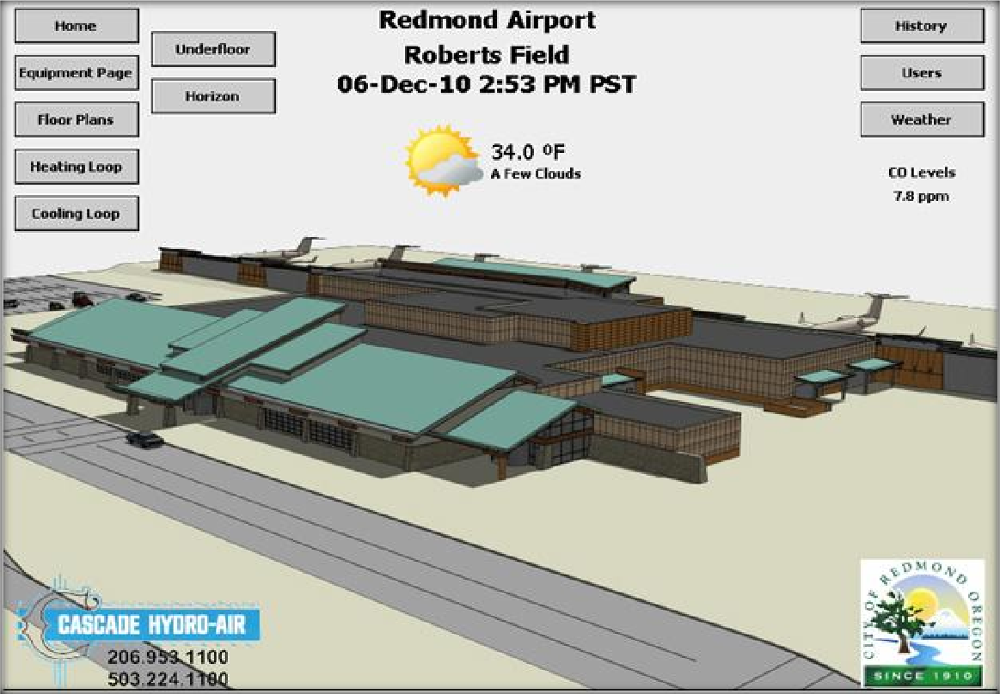 Home
Equipment Page
Floor Plans
Heating Loop
Cooling Loop
Underfloor
Horizon
Redmond Airport
Roberts Field
06-Dec-10 2:53 PM PST
34.0 ºF
A Few Clouds
History
Users
Weather
CO Levels
7.8 ppm
CASCADE HYDRO-AIR
206.953.1100
503.224.1100
CITY OF REDMOND OREGON
SINCE 1910